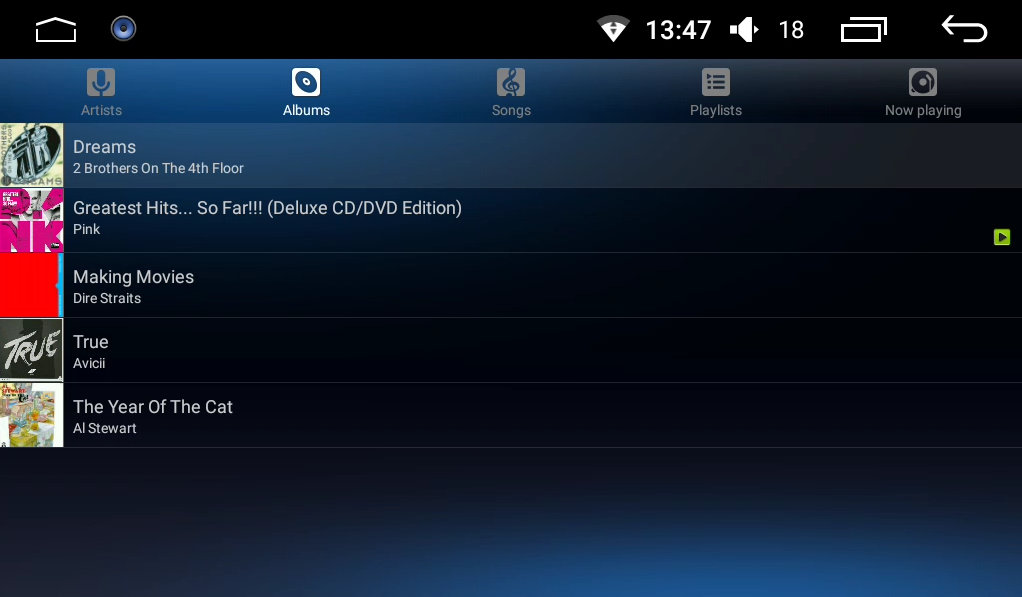 13:47 18
Artists Albums Songs Playlists Now playing
Dreams
2 Brothers On The 4th Floor
Greatest Hits... So Far!!! (Deluxe CD/DVD Edition)
Pink
Making Movies
Dire Straits
TRUE
True
Avicii
The Year Of The Cat
Al Stewart